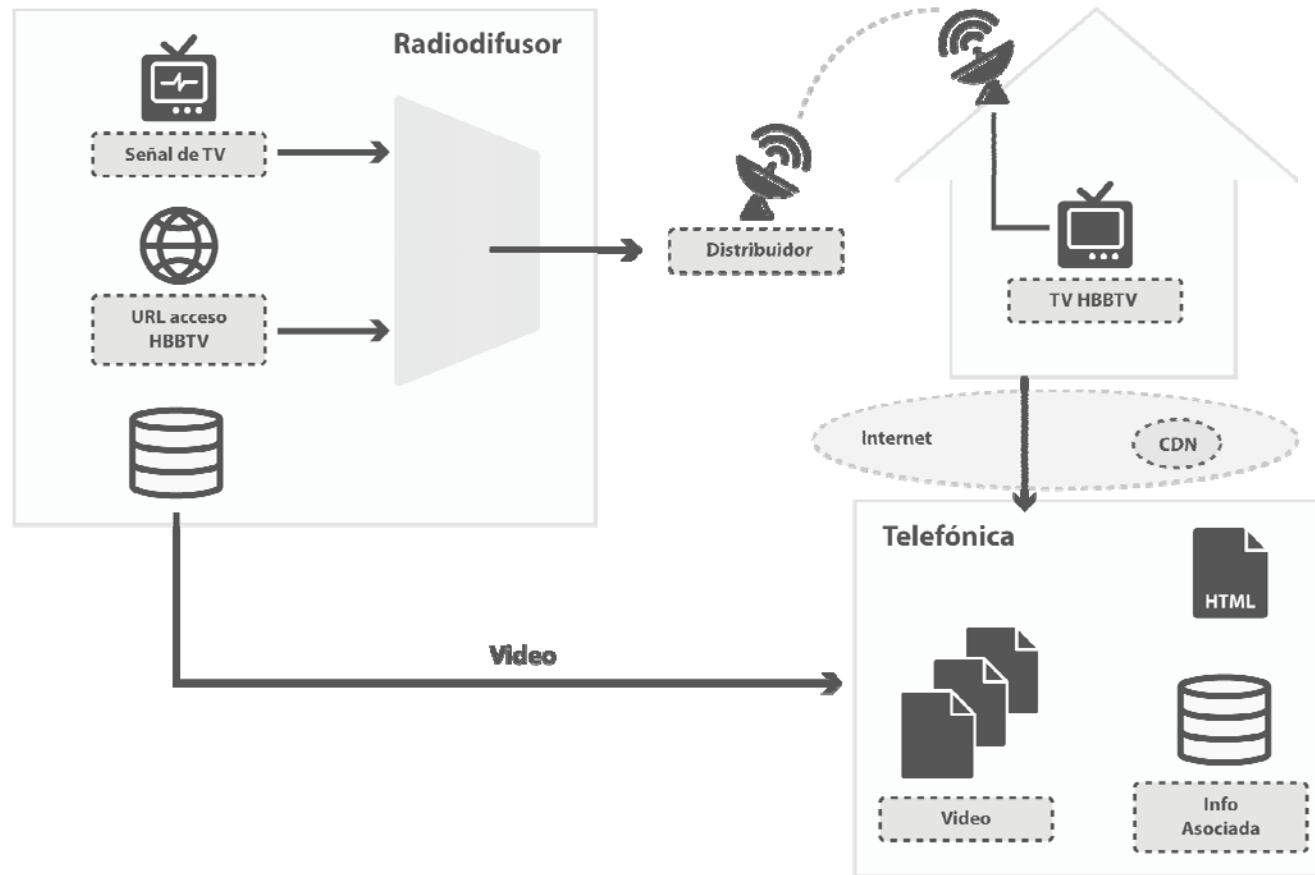 Radiodifusor
Señal de TV
URL acceso
HBBTV
Distribuidor
TV HBBTV
Internet
CDN
Telefónica
HTML
Video
Video
Info
Asociada